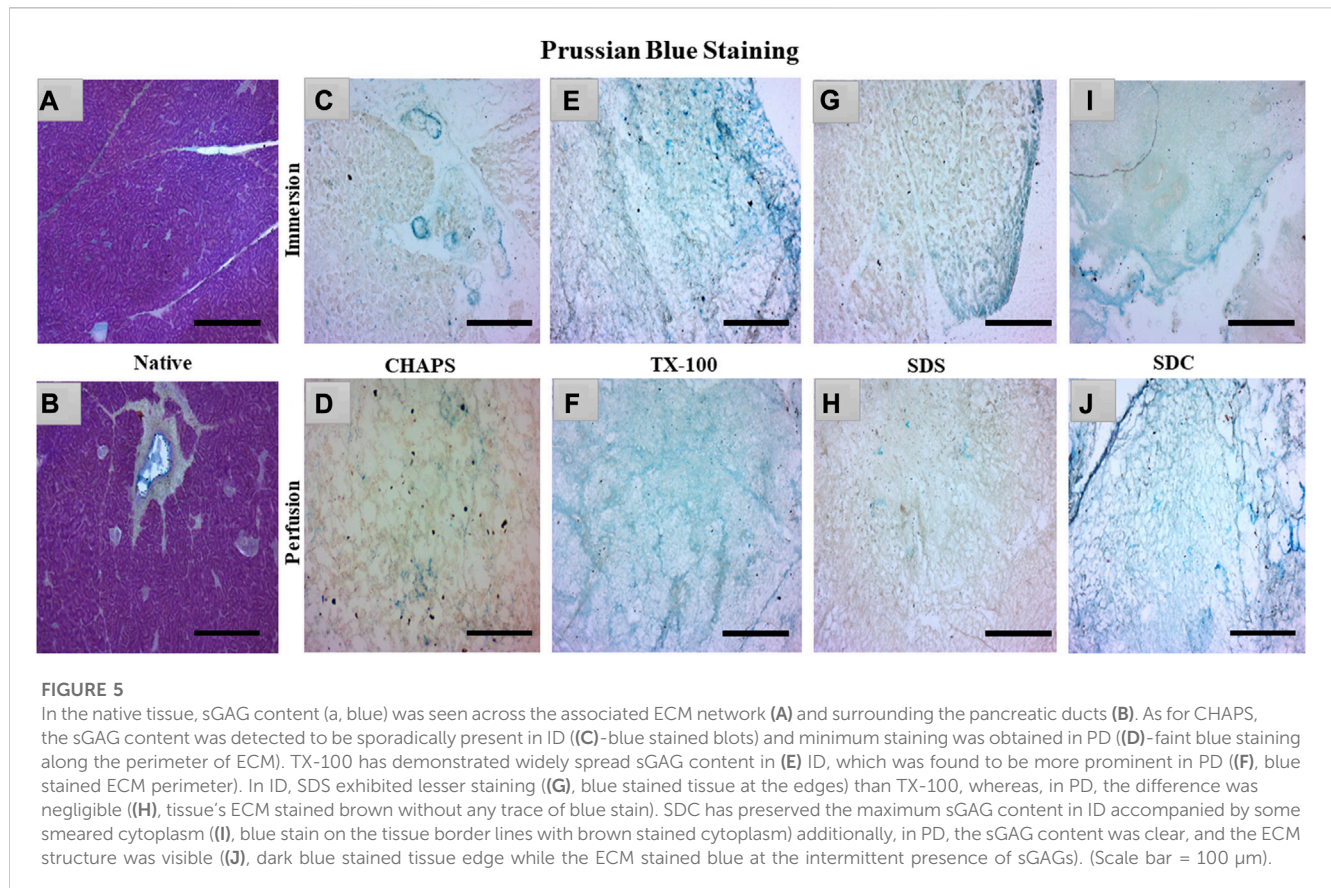 Prussian Blue Staining
A
C
E
G
I
Immersion
Native
CHAPS
TX-100
SDS
SDC
B
D
F
H
J
Perfusion
FIGURE 5
In the native tissue, sGAG content (a, blue) was seen across the associated ECM network (A) and surrounding the pancreatic ducts (B). As for CHAPS,
the sGAG content was detected to be sporadically present in ID ((C)-blue stained blots) and minimum staining was obtained in PD ((D)-faint blue staining
along the perimeter of ECM). TX-100 has demonstrated widely spread sGAG content in (E) ID, which was found to be more prominent in PD ((F), blue
stained ECM perimeter). In ID, SDS exhibited lesser staining ((G), blue stained tissue at the edges) than TX-100, whereas, in PD, the difference was
negligible ((H), tissue's ECM stained brown without any trace of blue stain). SDC has preserved the maximum sGAG content in ID accompanied by some
smeared cytoplasm ((I), blue stain on the tissue border lines with brown stained cytoplasm) additionally, in PD, the sGAG content was clear, and the ECM
structure was visible ((J), dark blue stained tissue edge while the ECM stained blue at the intermittent presence of sGAGs). (Scale bar = 100 μm).